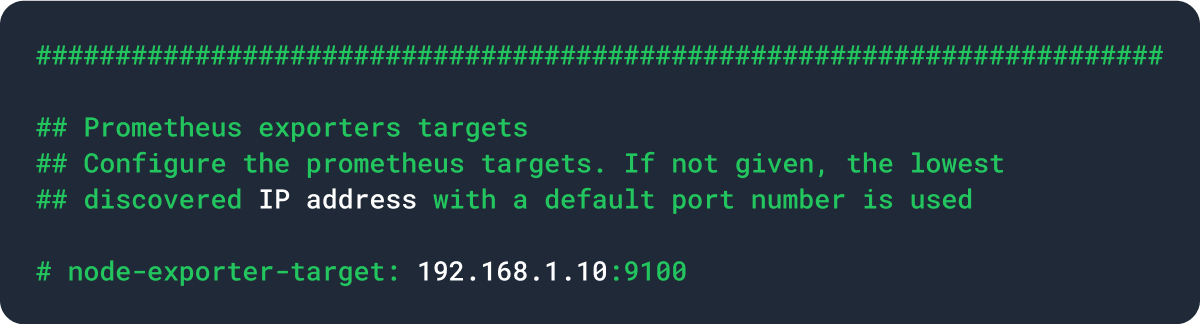 #######################################################################
## Prometheus exporters targets
## Configure the prometheus targets. If not given, the lowest
## discovered IP address with a default port number is used
# node-exporter-target: 192.168.1.10:9100